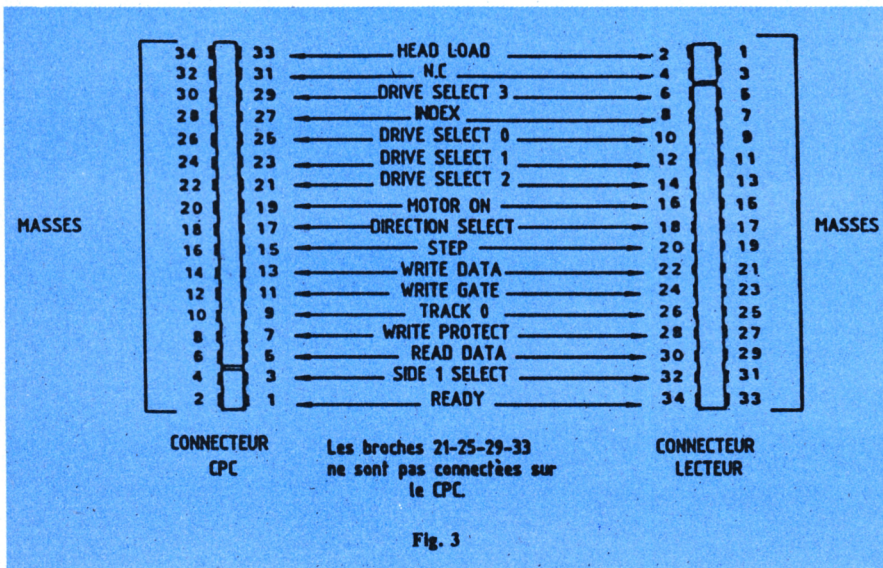 34 33 HEAD LOAD 2 1
32 31 N.C 4 3
30 29 DRIVE SELECT 3 6 5
28 27 INDEX 8 7
26 25 DRIVE SELECT 0 10 9
24 23 DRIVE SELECT 1 12 11
22 21 DRIVE SELECT 2 14 13
20 19 MOTOR ON 16 15
MASSES 18 17 DIRECTION SELECT 18 17 MASSES
16 15 STEP 20 19
14 13 WRITE DATA 22 21
12 11 WRITE GATE 24 23
10 9 TRACK 0 26 25
8 7 WRITE PROTECT 28 27
6 5 READ DATA 30 29
4 3 SIDE 1 SELECT 32 31
2 1 READY 34 33
CONNECTEUR
CPC
Les broches 21-25-29-33
ne sont pas connectèes sur
le CPC.
CONNECTEUR
LECTEUR
Fig. 3